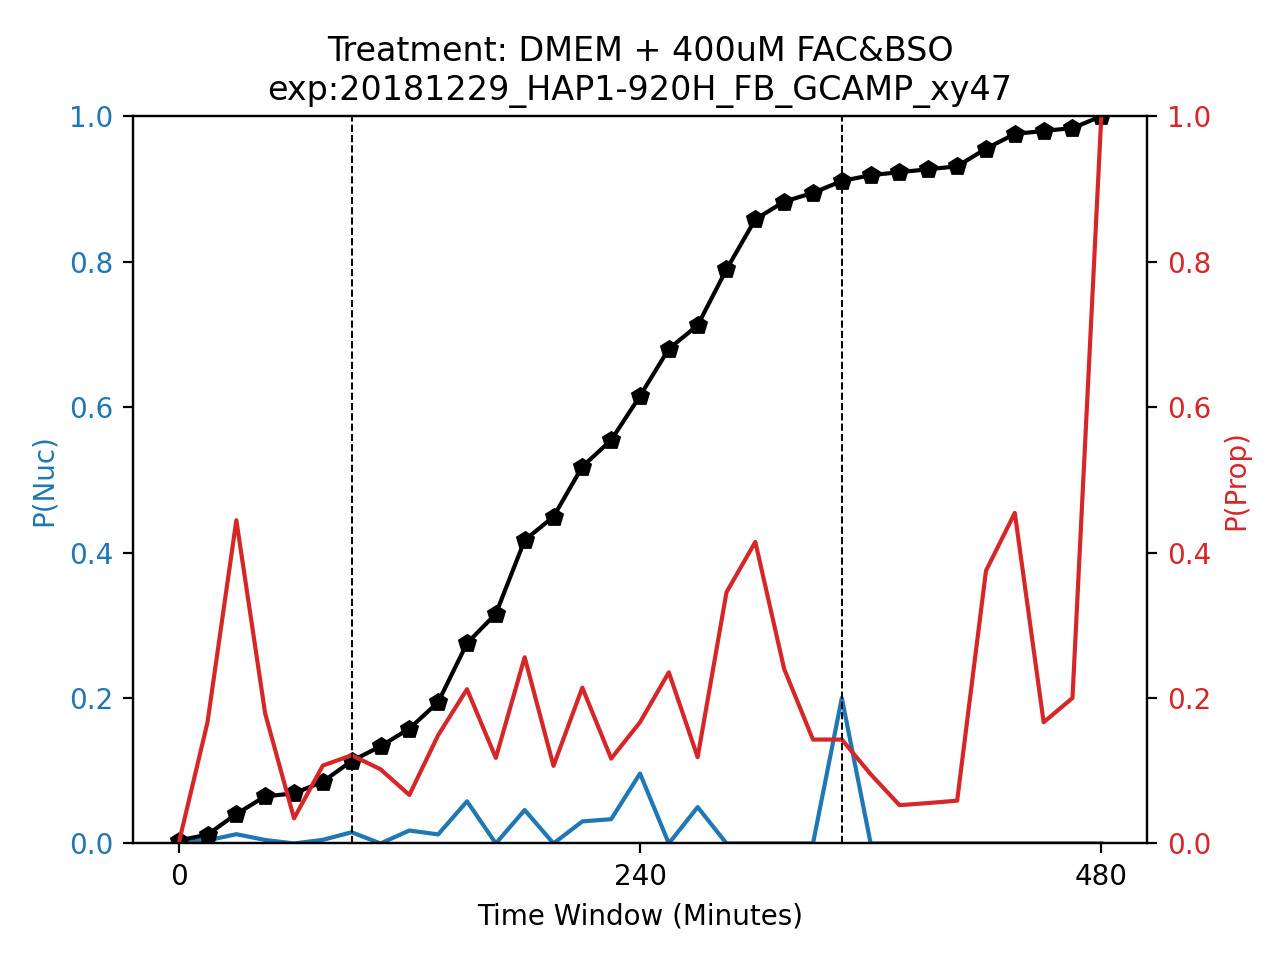 Treatment: DMEM + 400uM FAC&BSO
exp:20181229_HAP1-920H_FB_GCAMP_xy47
1.0
0.8
0.6
0.4
0.2
0.0
P(Nuc)
1.0
0.8
0.6
0.4
0.2
0.0
P(Prop)
0 240 480
Time Window (Minutes)